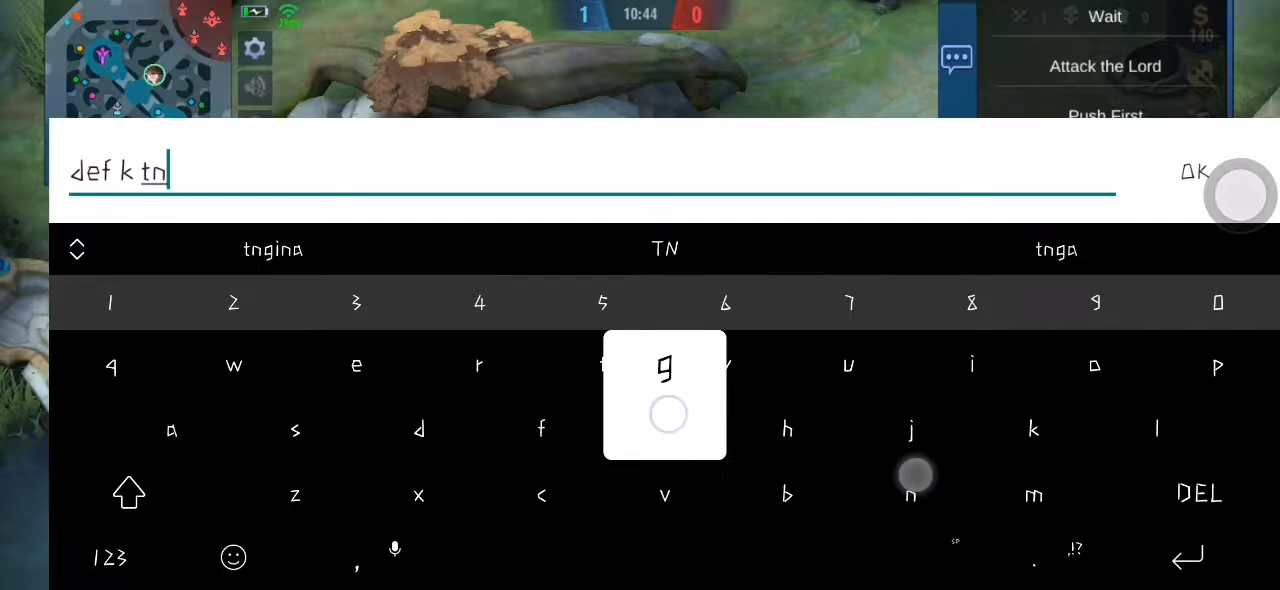 1 10:44 0
Wait
140
Attack the Lord
Push First
def k tn
OK
tngina TN tnga
1 2 3 4 5 6 7 8 9 0
q w e r g u i o p
a s d f h j k l
z x c v b n m DEL
123 , . ,!?